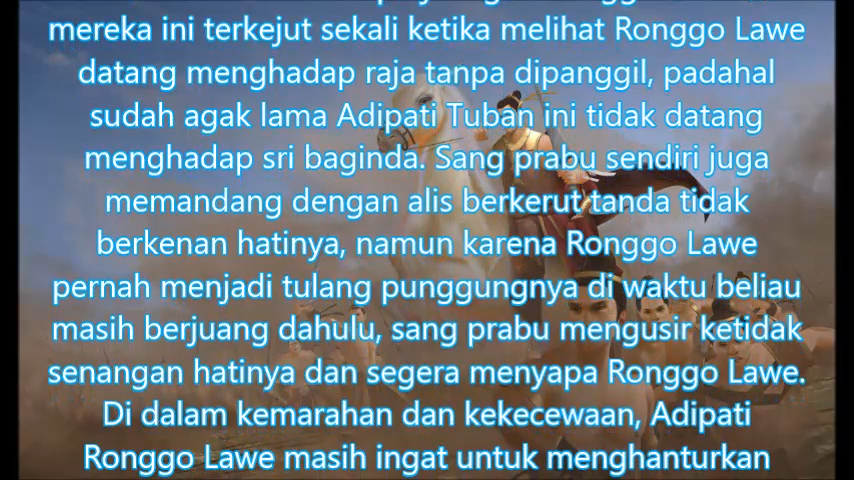 mereka ini terkejut sekali ketika melihat Ronggo Lawe
datang menghadap raja tanpa dipanggil, padahal
sudah agak lama Adipati Tuban ini tidak datang
menghadap sri baginda. Sang prabu sendiri juga
memandang dengan alis berkerut tanda tidak
berkenan hatinya, namun karena Ronggo Lawe
pernah menjadi tulang punggungnya di waktu beliau
masih berjuang dahulu, sang prabu mengusir ketidak
senangan hatinya dan segera menyapa Ronggo Lawe.
Di dalam kemarahan dan kekecewaan, Adipati
Ronggo Lawe masih ingat untuk menghanturkan